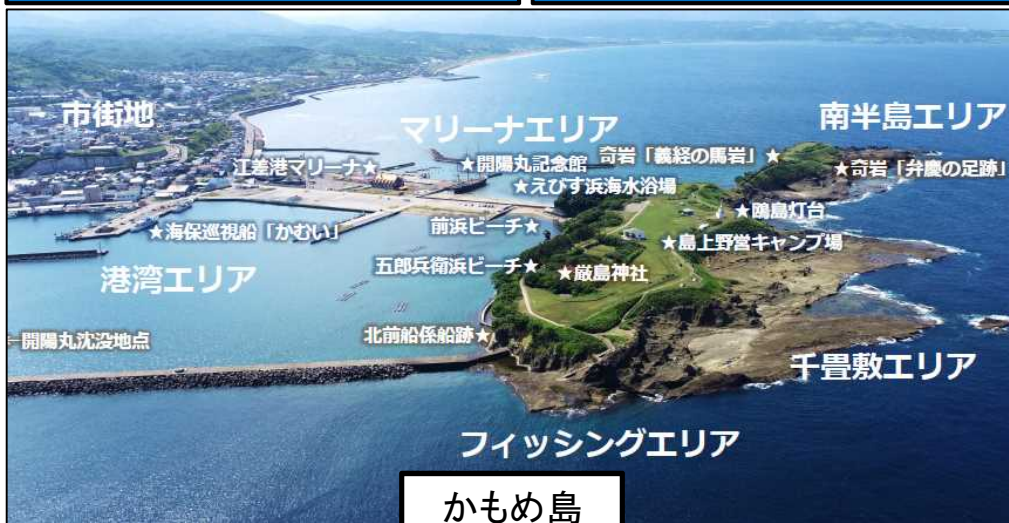 市街地
マリーナエリア
南半島エリア
江差港マリーナ★
★開陽丸記念館
奇岩「義経の馬岩」★
★奇岩「弁慶の足跡」
★えびす浜海水浴場
★鴎島灯台
★海保巡視船「かむい」
前浜ビーチ★
★島上野営キャンプ場
港湾エリア
五郎兵衛浜ビーチ★
★厳島神社
←開陽丸沈没地点
北前船係船跡★
千畳敷エリア
フィッシングエリア
かもめ島